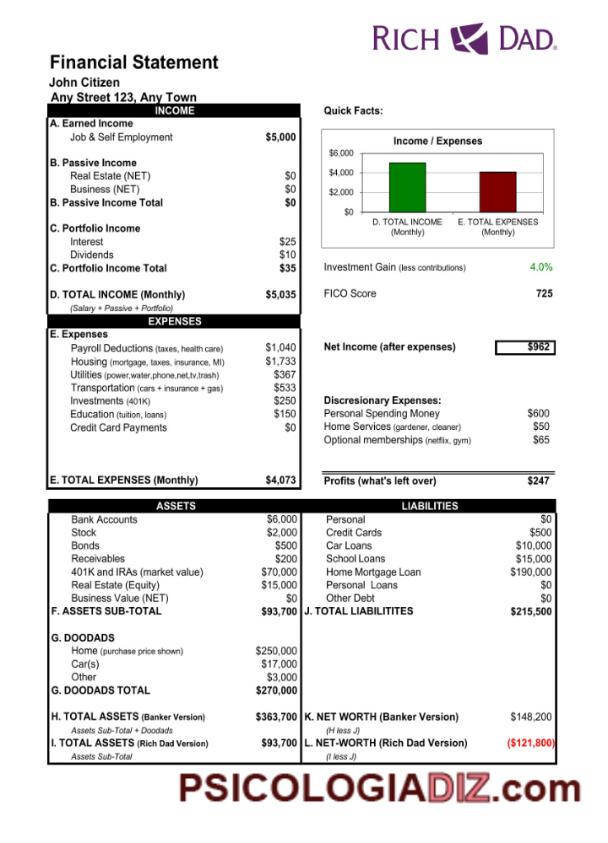 RICH DAD.
Financial Statement
John Citizen
Any Street 123, Any Town
INCOME
A. Earned Income
Job & Self Employment $5,000
B. Passive Income
Real Estate (NET) $0
Business (NET) $0
B. Passive Income Total $0
C. Portfolio Income
Interest $25
Dividends $10
C. Portfolio Income Total $35
D. TOTAL INCOME (Monthly) $5,035
(Salary + Passive + Portfolio)
Quick Facts:
Income / Expenses
$6,000
$4,000
$2,000
$0
D. TOTAL INCOME (Monthly)
E. TOTAL EXPENSES (Monthly)
Investment Gain (less contributions) 4.0%
FICO Score 725
EXPENSES
E. Expenses
Payroll Deductions (taxes, health care) $1,040
Housing (mortgage, taxes, insurance, MI) $1,733
Utilities (power,water,phone,net,tv,trash) $367
Transportation (cars + insurance + gas) $533
Investments (401K) $250
Education (tuition, loans) $150
Credit Card Payments $0
E. TOTAL EXPENSES (Monthly) $4,073
Net Income (after expenses) $962
Discresionary Expenses:
Personal Spending Money $600
Home Services (gardener, cleaner) $50
Optional memberships (netflix, gym) $65
Profits (what's left over) $247
ASSETS
Bank Accounts $6,000
Stock $2,000
Bonds $500
Receivables $200
401K and IRAs (market value) $70,000
Real Estate (Equity) $15,000
Business Value (NET) $0
F. ASSETS SUB-TOTAL $93,700
G. DOODADS
Home (purchase price shown) $250,000
Car(s) $17,000
Other $3,000
G. DOODADS TOTAL $270,000
H. TOTAL ASSETS (Banker Version) $363,700
Assets Sub-Total + Doodads
I. TOTAL ASSETS (Rich Dad Version) $93,700
Assets Sub-Total
LIABILITIES
Personal $0
Credit Cards $500
Car Loans $10,000
School Loans $15,000
Home Mortgage Loan $190,000
Personal Loans $0
Other Debt $0
J. TOTAL LIABILITITES $215,500
K. NET WORTH (Banker Version) $148,200
(H less J)
L. NET-WORTH (Rich Dad Version) ($121,800)
(I less J)
PSICOLOGIADIZ.com